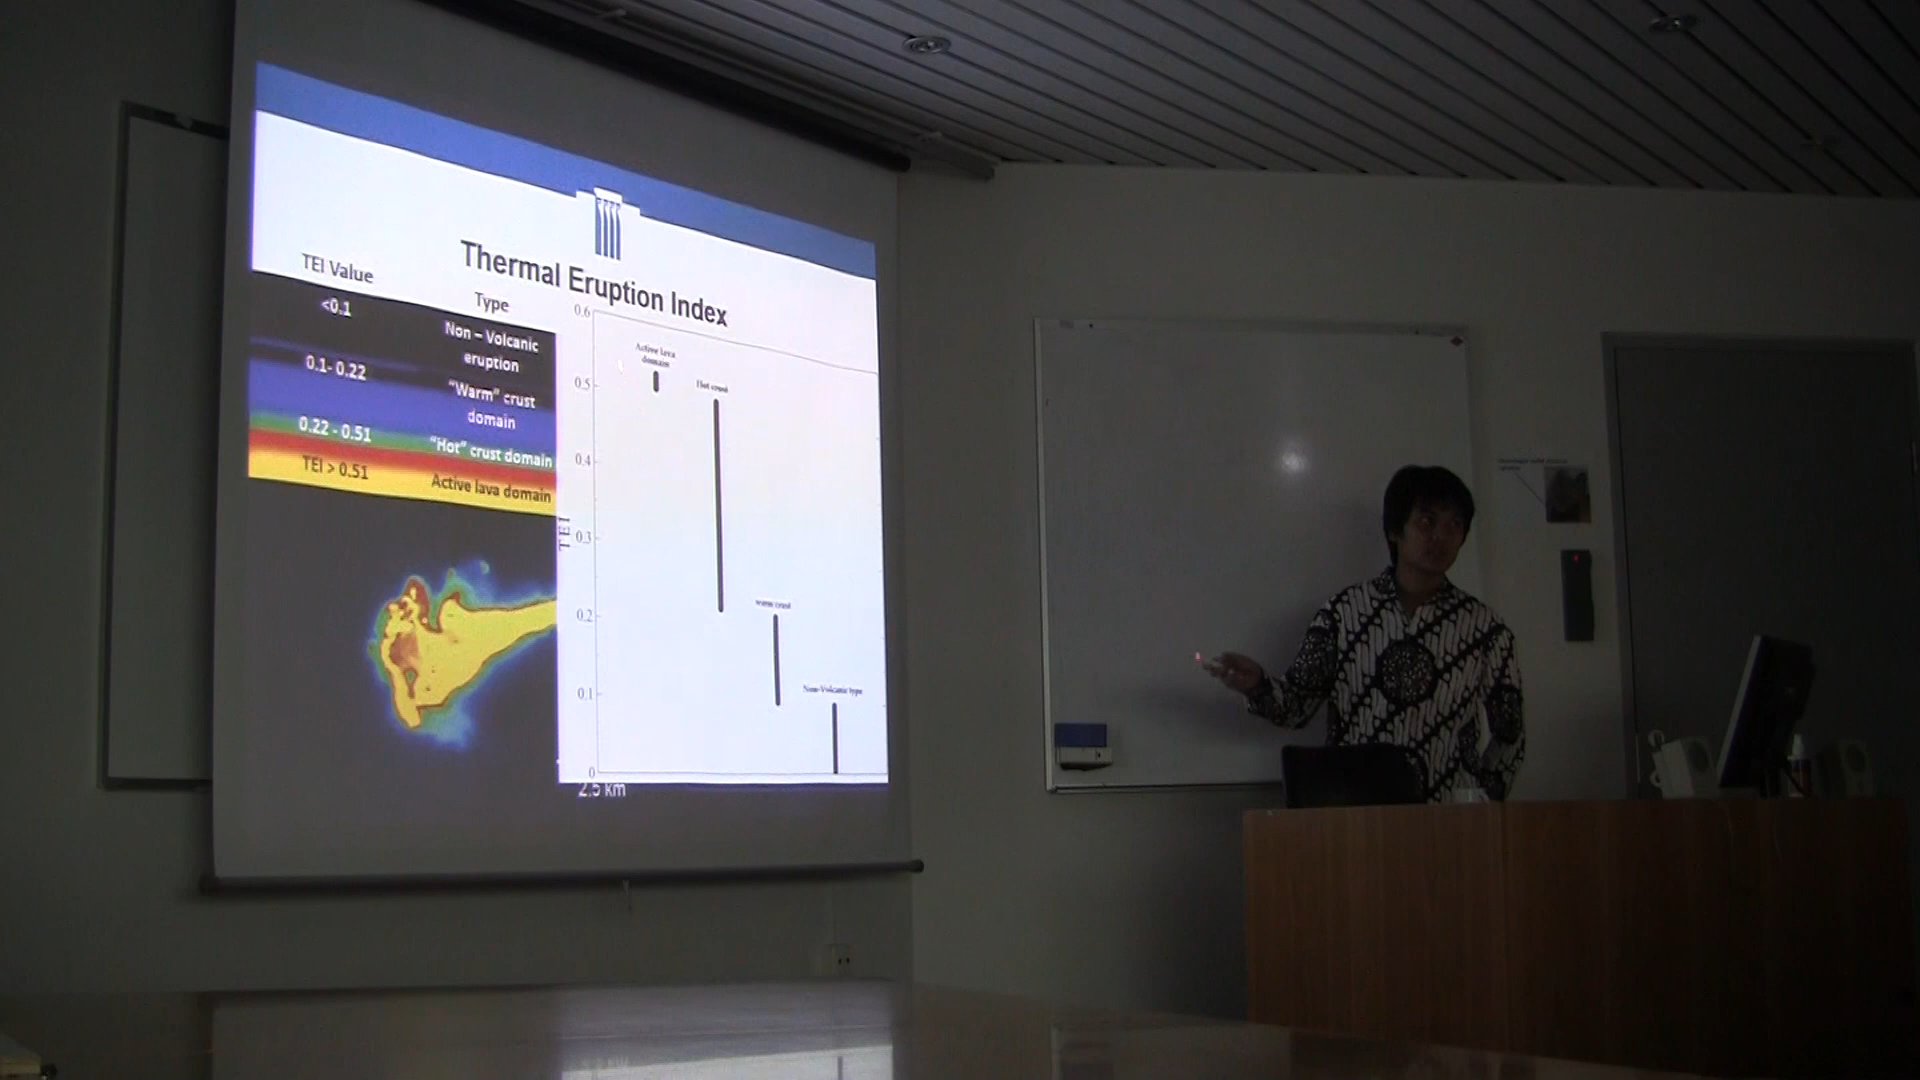 Thermal Eruption Index
TEI Value
Type
<0.1
Non – Volcanic
eruption
0.1- 0.22
"Warm" crust
domain
0.22 - 0.51
"Hot" crust domain
TEI > 0.51
Active lava domain
0.6
0.5
0.4
0.3
0.2
0.1
0
TEI
Active lava
domain
Hot crust
warm crust
Non-Volcanic type
2.5 km